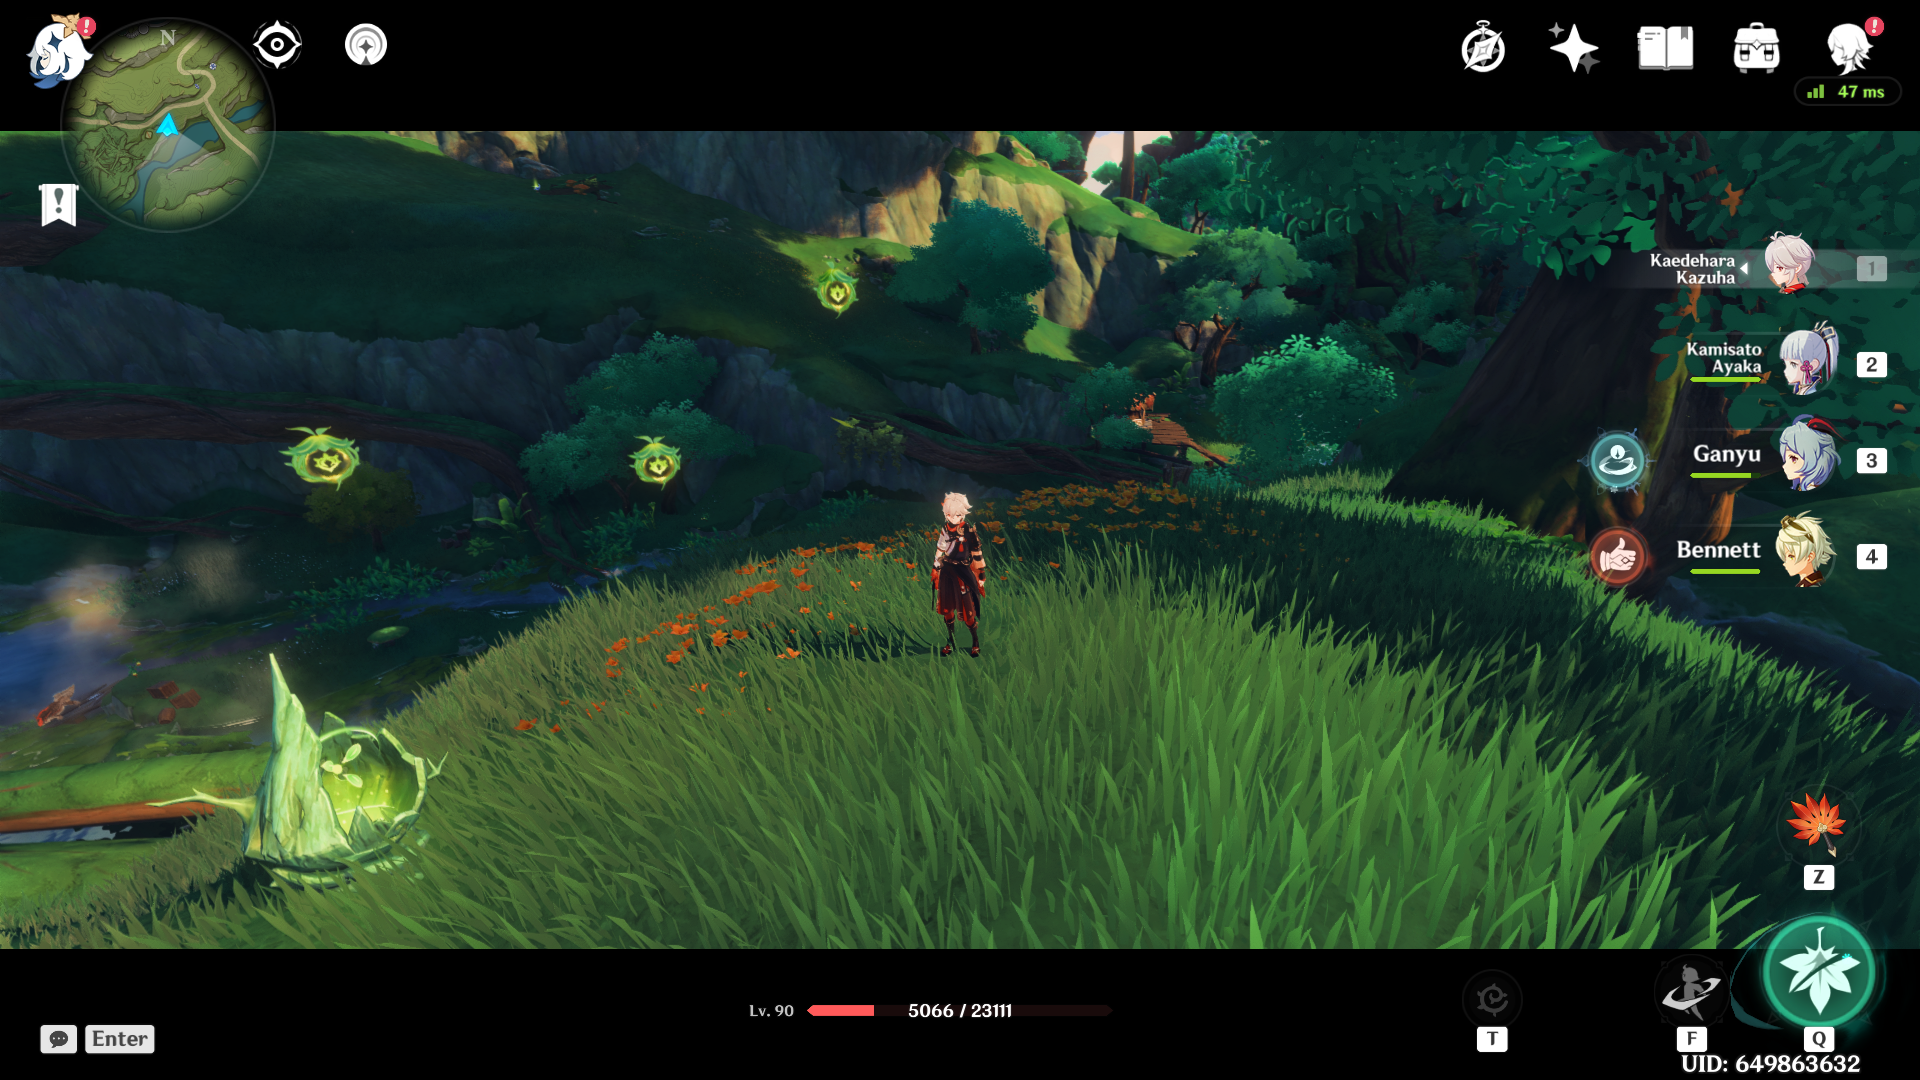 N
47 ms
Kaedehara
Kazuha
1
Kamisato
Ayaka
2
Ganyu
3
Bennett
4
Z
Lv. 90
5066 / 23111
Enter
T
F
Q
UID: 649863632